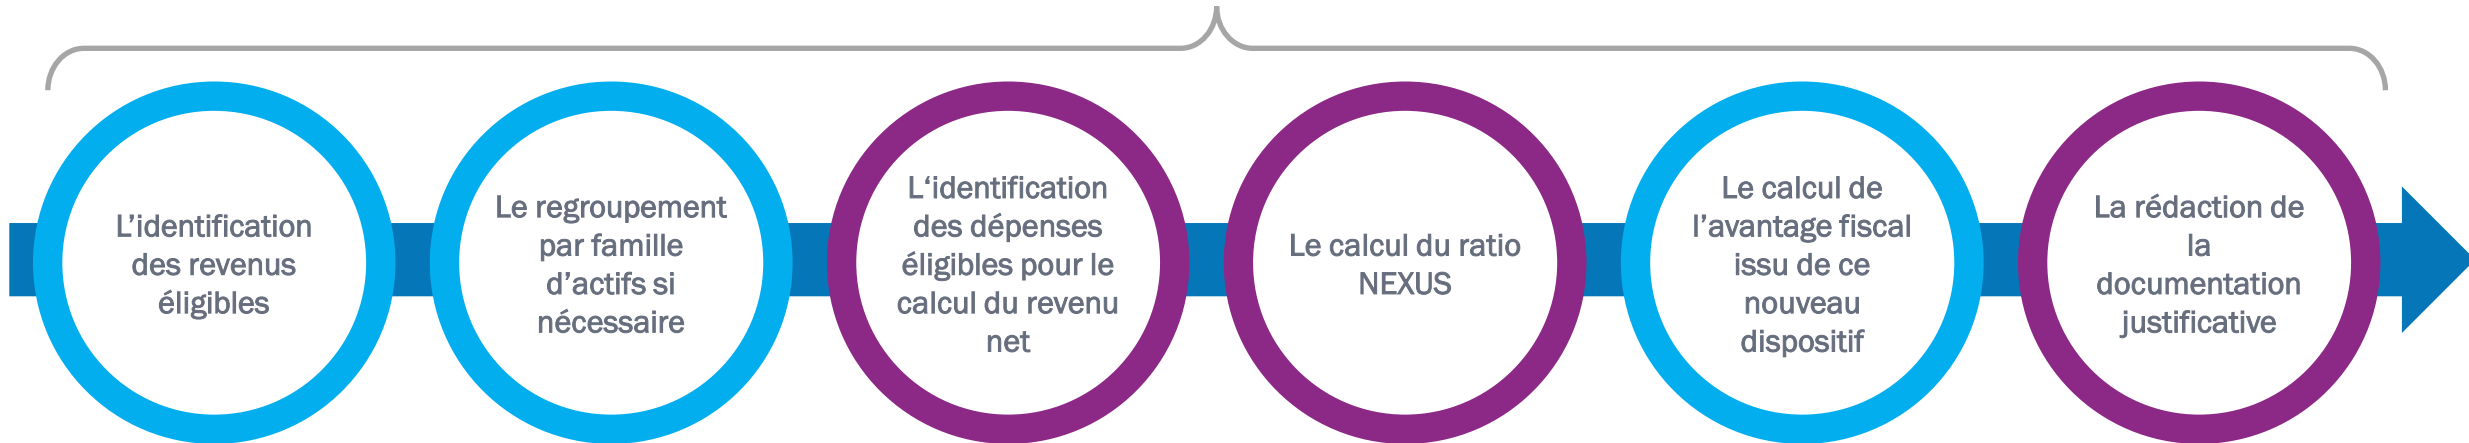 L’identification
des revenus
éligibles
Le regroupement
par famille
d’actifs si
nécessaire
L‘identification
des dépenses
éligibles pour le
calcul du revenu
net
Le calcul du ratio
NEXUS
Le calcul de
l’avantage fiscal
issu de ce
nouveau
dispositif
La rédaction de
la
documentation
justificative